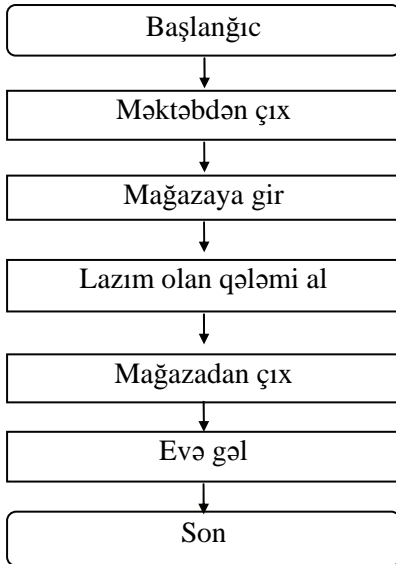 Başlanğıc
Məktəbdən çıx
Mağazaya gir
Lazım olan qələmi al
Mağazadan çıx
Evə gəl
Son